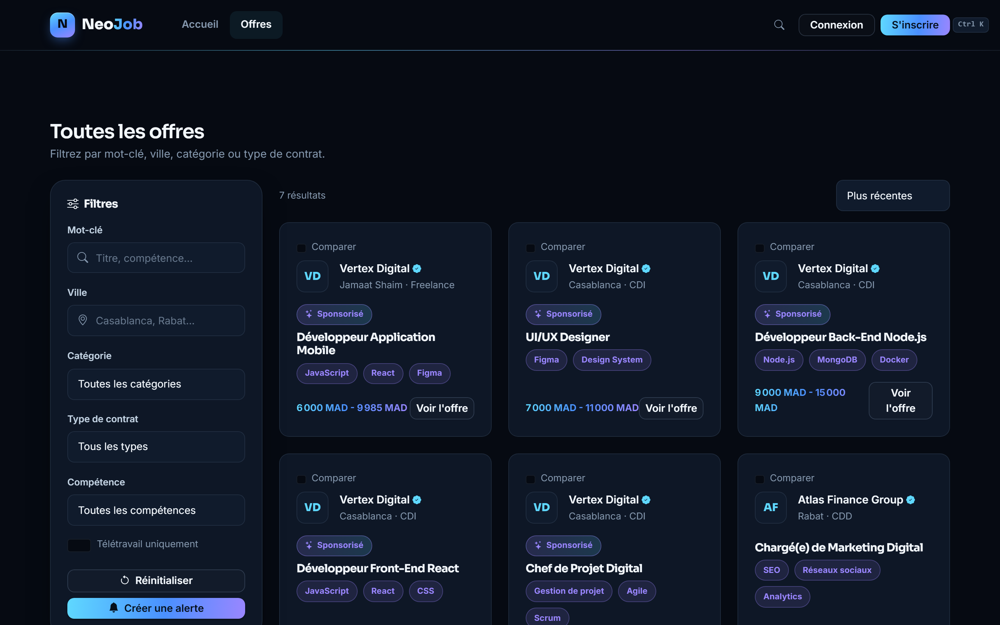 N NeoJob Accueil Offres Connexion S'inscrire Ctrl K
Toutes les offres
Filtrez par mot-clé, ville, catégorie ou type de contrat.
Filtres
Mot-clé
Titre, compétence...
Ville
Casablanca, Rabat...
Catégorie
Toutes les catégories
Type de contrat
Tous les types
Compétence
Toutes les compétences
Télétravail uniquement
Réinitialiser
Créer une alerte
7 résultats
Plus récentes
Comparer
VD
Vertex Digital
Jamaat Shaim · Freelance
Sponsorisé
Développeur Application
Mobile
JavaScript React Figma
6 000 MAD - 9 985 MAD
Voir l'offre
Comparer
VD
Vertex Digital
Casablanca · CDI
Sponsorisé
UI/UX Designer
Figma Design System
7 000 MAD - 11 000 MAD
Voir l'offre
Comparer
VD
Vertex Digital
Casablanca · CDI
Sponsorisé
Développeur Back-End Node.js
Node.js MongoDB Docker
9 000 MAD - 15 000
MAD
Voir
l'offre
Comparer
VD
Vertex Digital
Casablanca · CDI
Sponsorisé
Développeur Front-End React
JavaScript React CSS
Comparer
VD
Vertex Digital
Casablanca · CDI
Sponsorisé
Chef de Projet Digital
Gestion de projet Agile
Scrum
Comparer
AF
Atlas Finance Group
Rabat · CDD
Chargé(e) de Marketing Digital
SEO Réseaux sociaux
Analytics